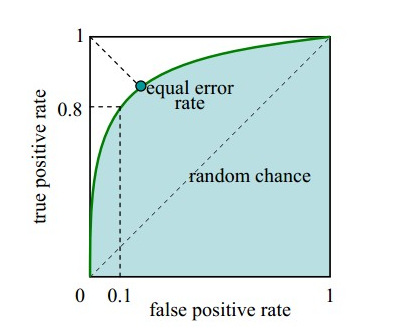 1
equal error
rate
0.8
true positive rate
random chance
0
0.1
1
false positive rate